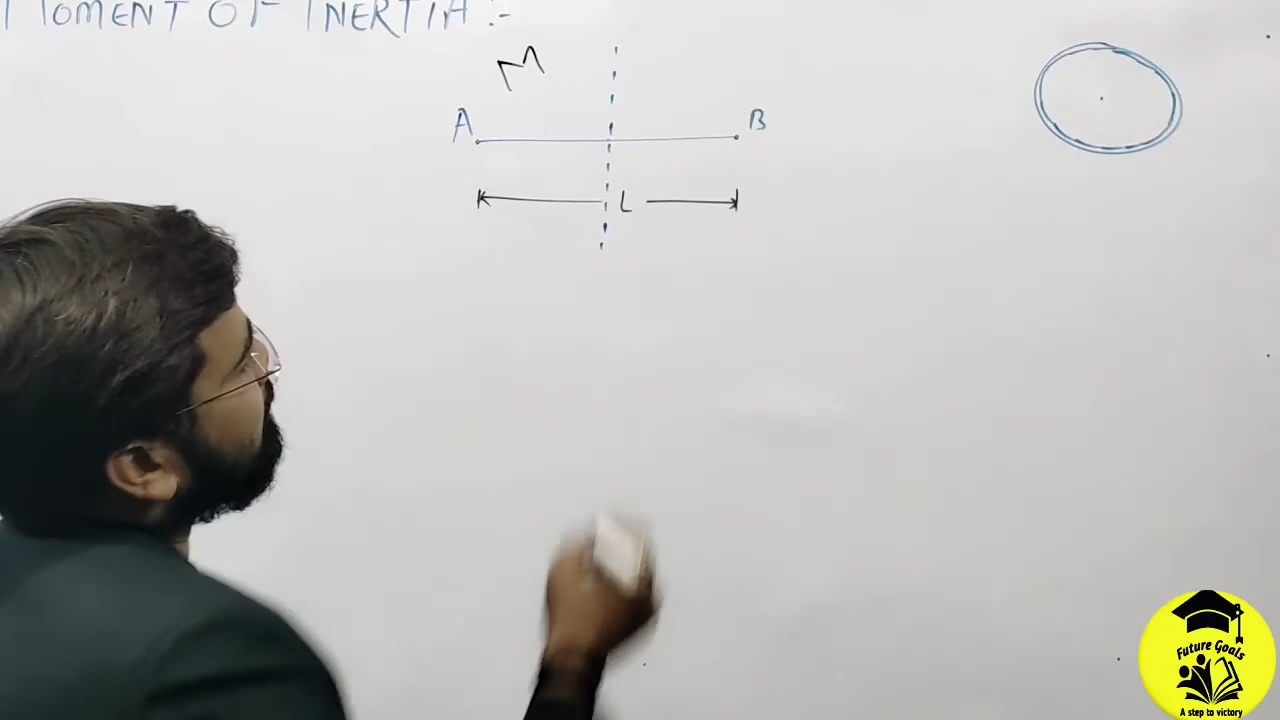 MOMENT OF INERTIA :-
M
A B
L
Future Goals
A step to victory